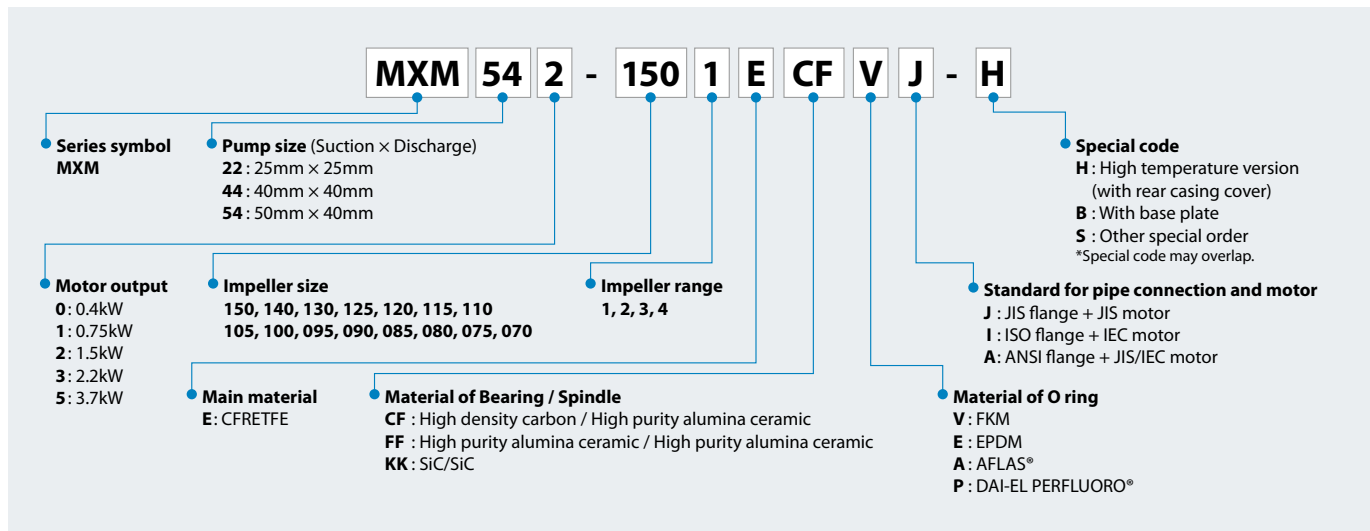 MXM 54 2 - 150 1 E CF V J - H
Series symbol
MXM
Pump size (Suction × Discharge)
22 : 25mm × 25mm
44 : 40mm × 40mm
54 : 50mm × 40mm
Special code
H : High temperature version
(with rear casing cover)
B : With base plate
S : Other special order
*Special code may overlap.
Motor output
0 : 0.4kW
1 : 0.75kW
2 : 1.5kW
3 : 2.2kW
5 : 3.7kW
Impeller size
150, 140, 130, 125, 120, 115, 110
105, 100, 095, 090, 085, 080, 075, 070
Impeller range
1, 2, 3, 4
Standard for pipe connection and motor
J : JIS flange + JIS motor
I : ISO flange + IEC motor
A : ANSI flange + JIS/IEC motor
Main material
E : CFRETFE
Material of Bearing / Spindle
CF : High density carbon / High purity alumina ceramic
FF : High purity alumina ceramic / High purity alumina ceramic
KK : SiC/SiC
Material of O ring
V : FKM
E : EPDM
A : AFLAS®
P : DAI-EL PERFLUORO®